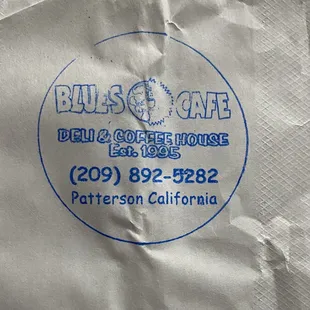 BLUES CAFE
DELI & COFFEE HOUSE
Est. 1995
(209) 892-5282
Patterson California